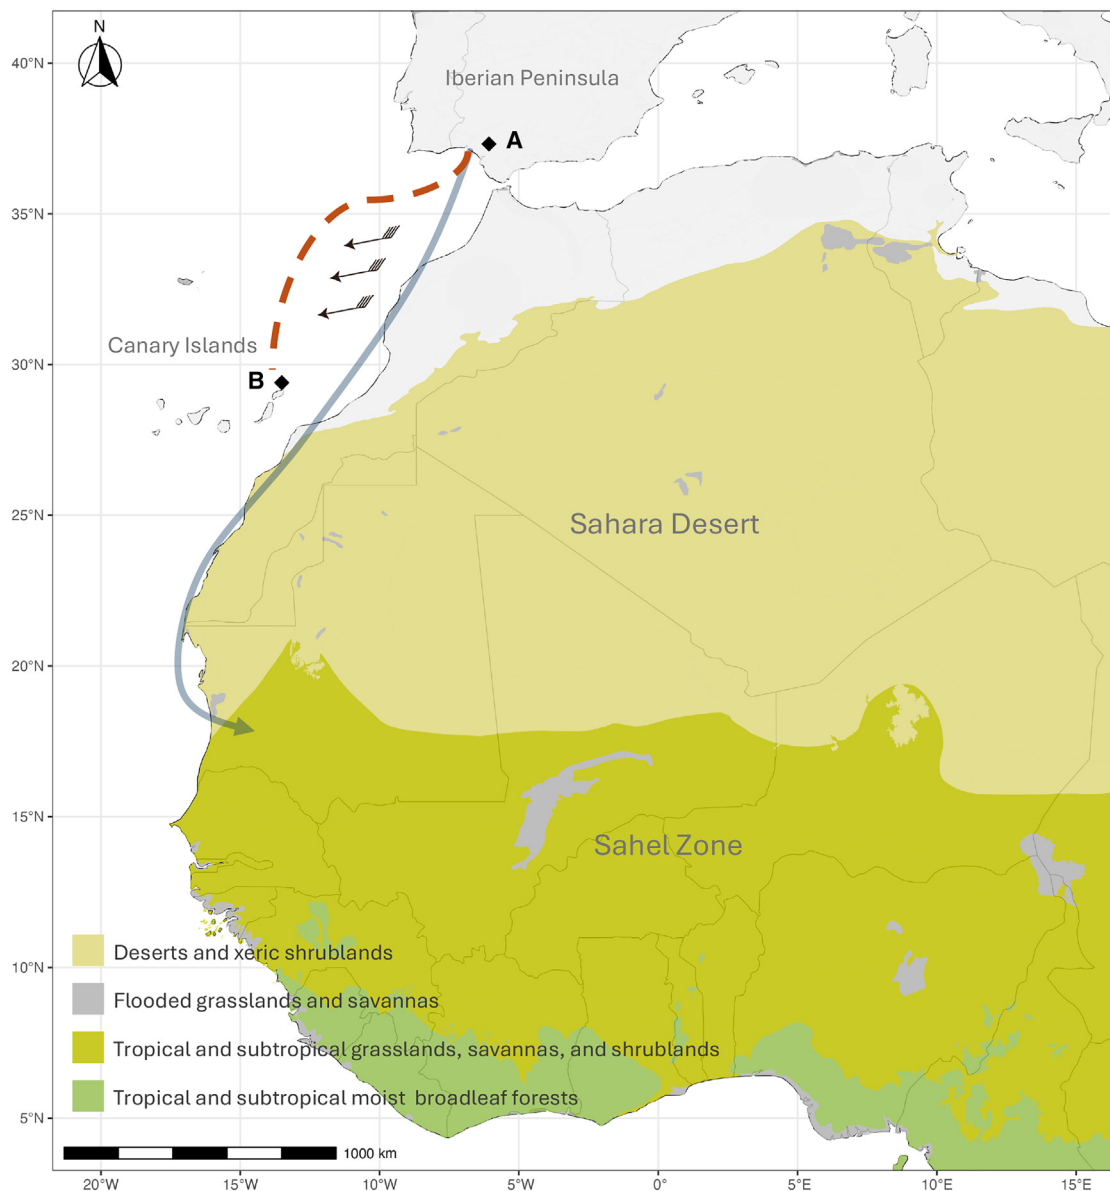 N
40°N
Iberian Peninsula
A
35°N
Canary Islands
30°N
B
25°N
Sahara Desert
20°N
15°N
Sahel Zone
Deserts and xeric shrublands
10°N
Flooded grasslands and savannas
Tropical and subtropical grasslands, savannas, and shrublands
Tropical and subtropical moist broadleaf forests
5°N
1000 km
20°W
15°W
10°W
5°W
0°
5°E
10°E
15°E